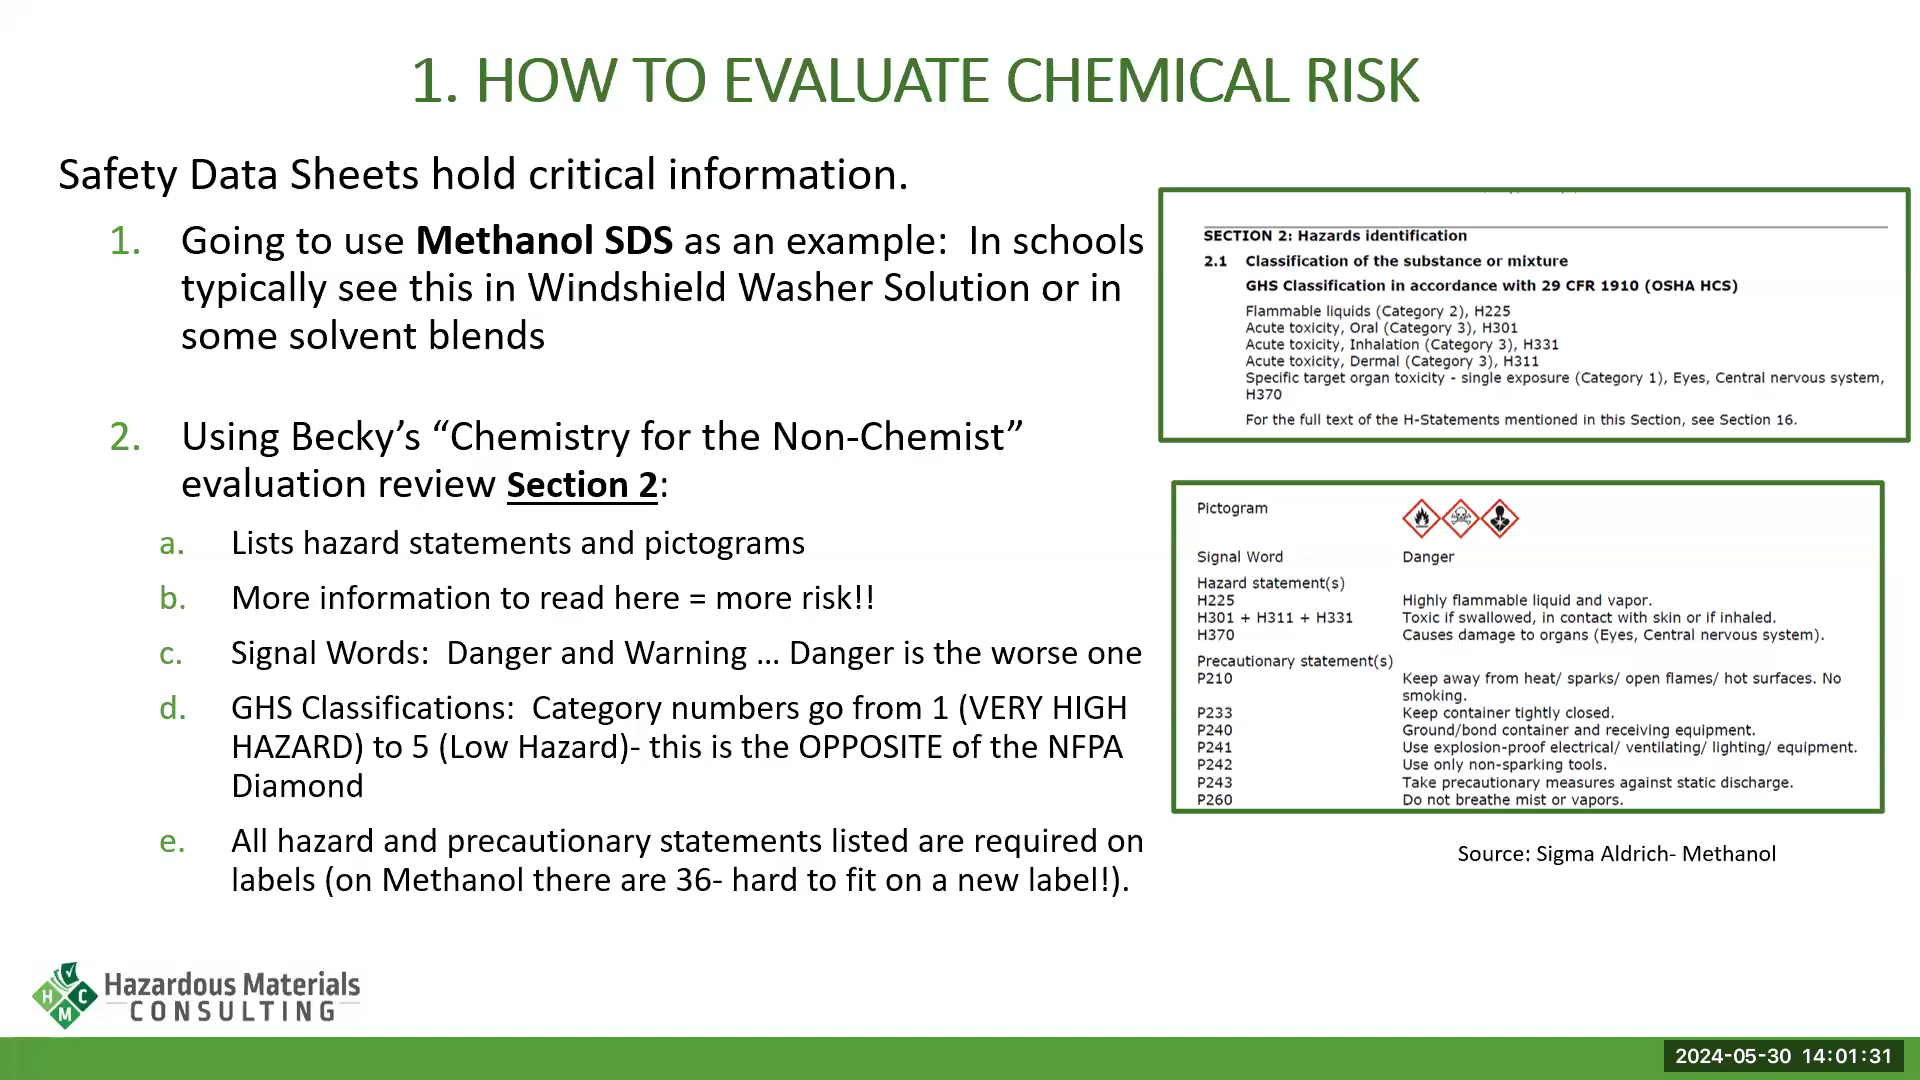 1. HOW TO EVALUATE CHEMICAL RISK
Safety Data Sheets hold critical information.
1. Going to use Methanol SDS as an example:  In schools
typically see this in Windshield Washer Solution or in
some solvent blends
2. Using Becky's “Chemistry for the Non-Chemist”
evaluation review Section 2:
a. Lists hazard statements and pictograms
b. More information to read here = more risk!!
c. Signal Words:  Danger and Warning … Danger is the worse one
d. GHS Classifications:  Category numbers go from 1 (VERY HIGH
HAZARD) to 5 (Low Hazard)- this is the OPPOSITE of the NFPA
Diamond
e. All hazard and precautionary statements listed are required on
labels (on Methanol there are 36- hard to fit on a new label!).
SECTION 2: Hazards identification
2.1 Classification of the substance or mixture
GHS Classification in accordance with 29 CFR 1910 (OSHA HCS)
Flammable liquids (Category 2), H225
Acute toxicity, Oral (Category 3), H301
Acute toxicity, Inhalation (Category 3), H331
Acute toxicity, Dermal (Category 3), H311
Specific target organ toxicity - single exposure (Category 1), Eyes, Central nervous system,
H370
For the full text of the H-Statements mentioned in this Section, see Section 16.
Pictogram
Signal Word Danger
Hazard statement(s)
H225 Highly flammable liquid and vapor.
H301 + H311 + H331 Toxic if swallowed, in contact with skin or if inhaled.
H370 Causes damage to organs (Eyes, Central nervous system).
Precautionary statement(s)
P210 Keep away from heat/ sparks/ open flames/ hot surfaces. No
smoking.
P233 Keep container tightly closed.
P240 Ground/bond container and receiving equipment.
P241 Use explosion-proof electrical/ ventilating/ lighting/ equipment.
P242 Use only non-sparking tools.
P243 Take precautionary measures against static discharge.
P260 Do not breathe mist or vapors.
Source: Sigma Aldrich- Methanol
H C
M
Hazardous Materials
CONSULTING
2024-05-30 14:01:31